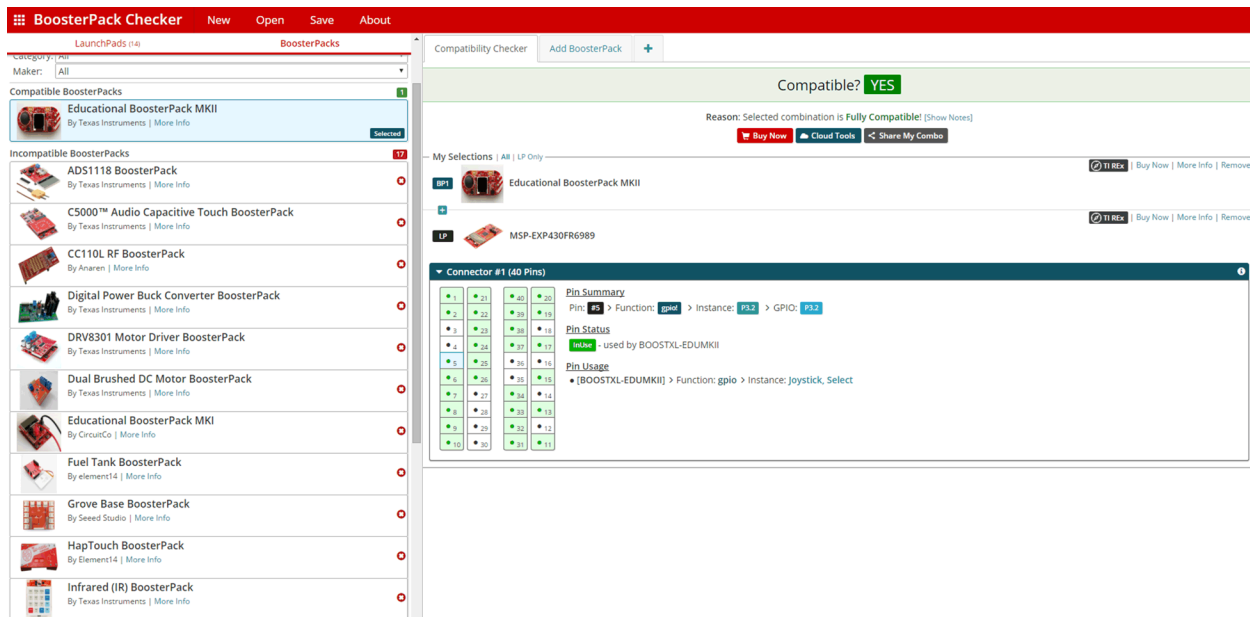 BoosterPack Checker New Open Save About
LaunchPads (14) BoosterPacks
Category: All
Maker: All
Compatible BoosterPacks 1
Educational BoosterPack MKII
By Texas Instruments | More Info
Selected
Incompatible BoosterPacks 17
ADS1118 BoosterPack
By Texas Instruments | More Info
C5000™ Audio Capacitive Touch BoosterPack
By Texas Instruments | More Info
CC110L RF BoosterPack
By Anaren | More Info
Digital Power Buck Converter BoosterPack
By Texas Instruments | More Info
DRV8301 Motor Driver BoosterPack
By Texas Instruments | More Info
Dual Brushed DC Motor BoosterPack
By Texas Instruments | More Info
Educational BoosterPack MKI
By CircuitCo | More Info
Fuel Tank BoosterPack
By element14 | More Info
Grove Base BoosterPack
By Seeed Studio | More Info
HapTouch BoosterPack
By Element14 | More Info
Infrared (IR) BoosterPack
By Texas Instruments | More Info
Compatibility Checker Add BoosterPack +
Compatible? YES
Reason: Selected combination is Fully Compatible! [Show Notes]
Buy Now Cloud Tools Share My Combo
My Selections | All | LP Only
TI REx | Buy Now | More Info | Remove
BP1 Educational BoosterPack MKII
TI REx | Buy Now | More Info | Remove
LP MSP-EXP430FR6989
Connector #1 (40 Pins)
1 21 40 20
2 22 39 19
3 23 38 18
4 24 37 17
5 25 36 16
6 26 35 15
7 27 34 14
8 28 33 13
9 29 32 12
10 30 31 11
Pin Summary
Pin: #5 > Function: gpio! > Instance: P3.2 > GPIO: P3.2
Pin Status
InUse - used by BOOSTXL-EDUMKII
Pin Usage
• [BOOSTXL-EDUMKII] > Function: gpio > Instance: Joystick, Select